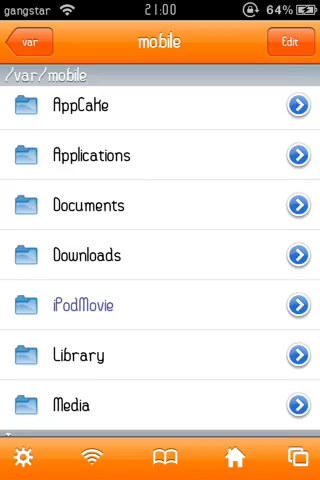 gangstar 21:00 64%
var mobile Edit
/var/mobile
AppCake
Applications
Documents
Downloads
iPodMovie
Library
Media